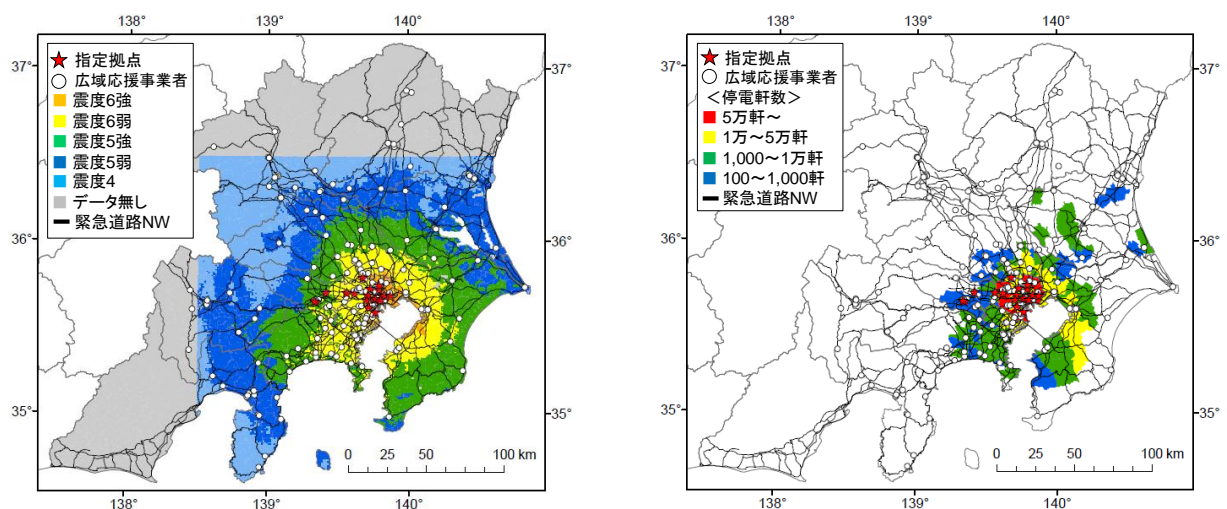 138°
139°
140°
37°
36°
35°
37°
36°
35°
指定拠点
広域応援事業者
震度6強
震度6弱
震度5強
震度5弱
震度4
データ無し
緊急道路NW
0 25 50 100 km
138°
139°
140°
138°
139°
140°
37°
36°
35°
37°
36°
35°
指定拠点
広域応援事業者
＜停電軒数＞
5万軒～
1万～5万軒
1,000～1万軒
100～1,000軒
緊急道路NW
0 25 50 100 km
138°
139°
140°